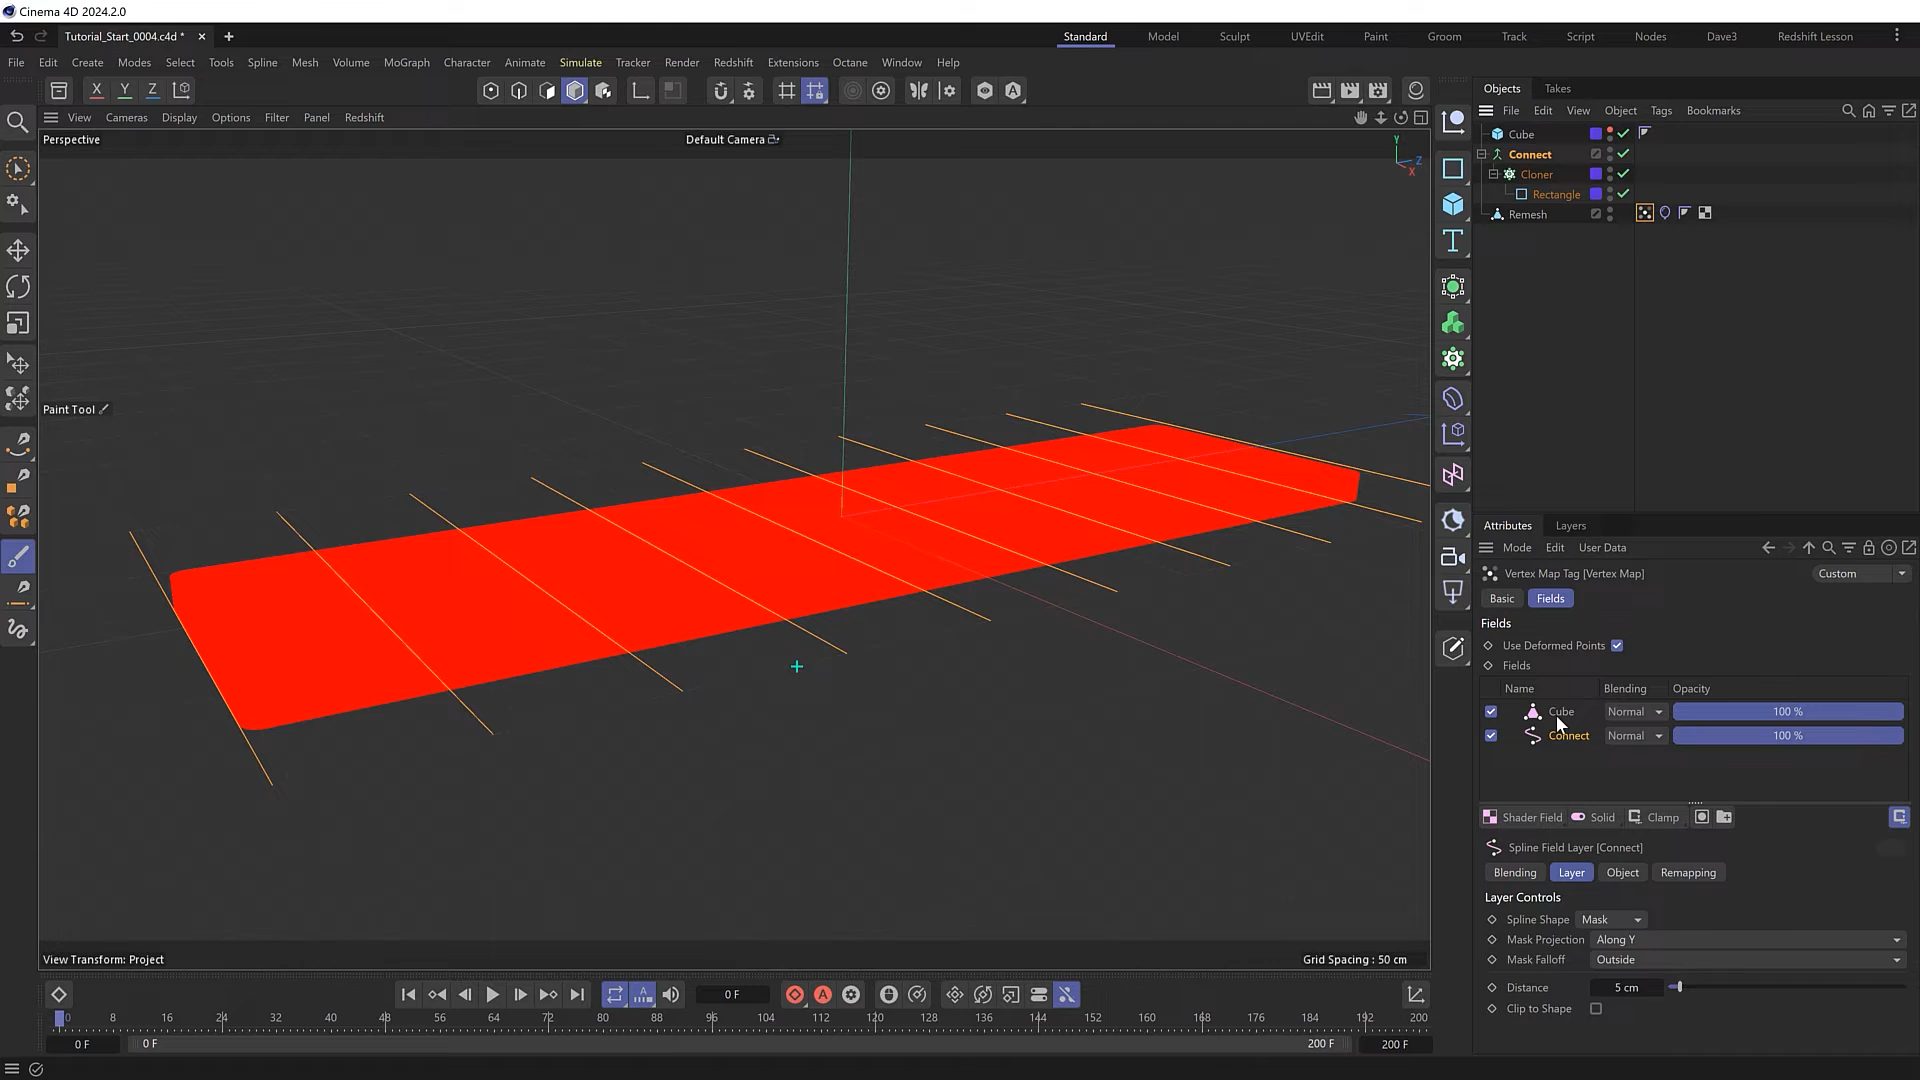 Cinema 4D 2024.2.0
Tutorial_Start_0004.c4d *
Standard Model Sculpt UVEdit Paint Groom Track Script Nodes Dave3 Redshift Lesson
File Edit Create Modes Select Tools Spline Mesh Volume MoGraph Character Animate Simulate Tracker Render Redshift Extensions Octane Window Help
X Y Z
View Cameras Display Options Filter Panel Redshift
Perspective
Default Camera
Y
Z
X
Paint Tool
View Transform: Project
Grid Spacing : 50 cm
0 F
0 8 16 24 32 40 48 56 64 72 80 88 96 104 112 120 128 136 144 152 160 168 176 184 192 200
0 F
0 F
200 F
200 F
Objects Takes
File Edit View Object Tags Bookmarks
Cube
Connect
Cloner
Rectangle
Remesh
Attributes Layers
Mode Edit User Data
Vertex Map Tag [Vertex Map]
Custom
Basic Fields
Fields
Use Deformed Points
Fields
Name Blending Opacity
Cube Normal 100 %
Connect Normal 100 %
Shader Field Solid Clamp
Spline Field Layer [Connect]
Blending Layer Object Remapping
Layer Controls
Spline Shape Mask
Mask Projection Along Y
Mask Falloff Outside
Distance 5 cm
Clip to Shape